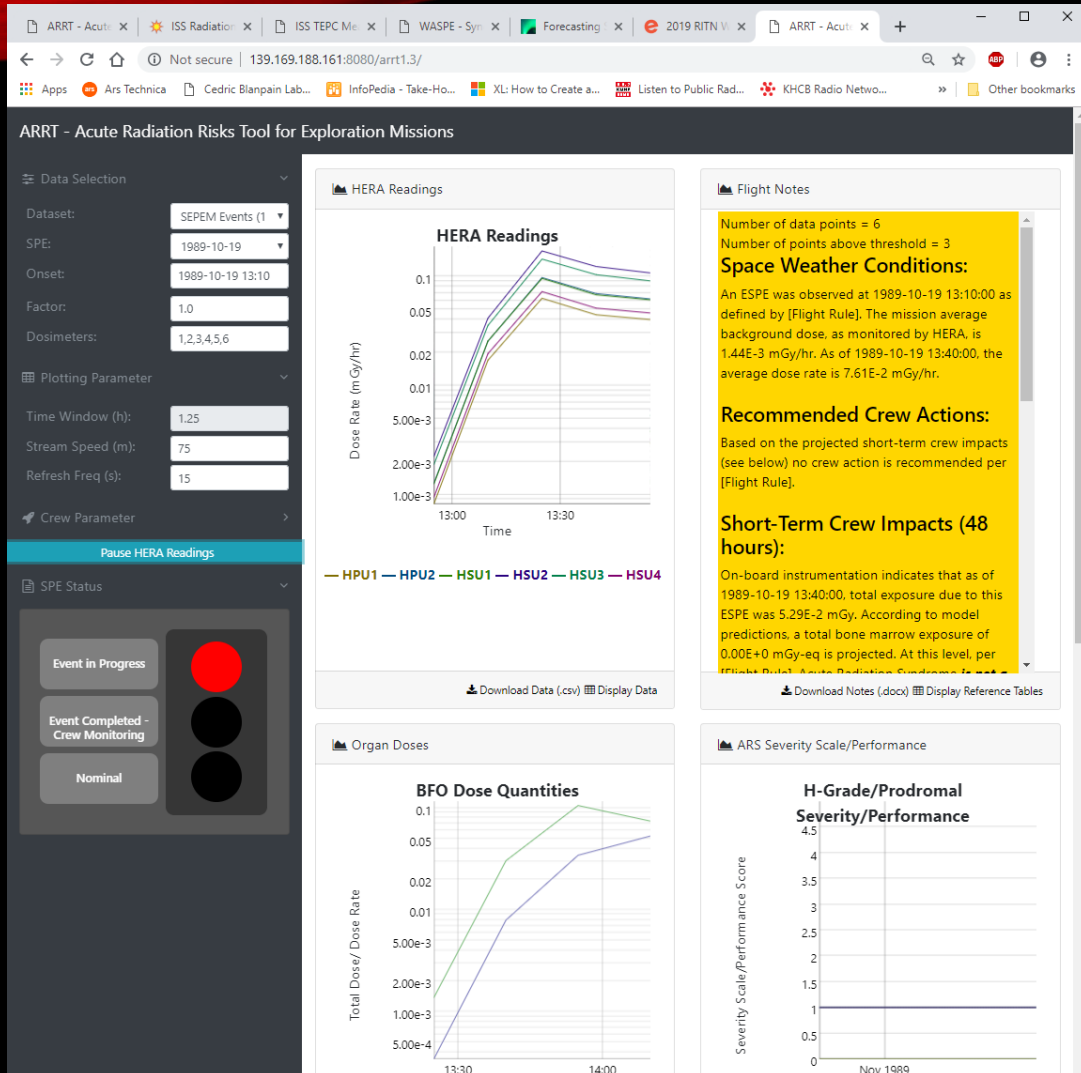 ARRT - Acute
ISS Radiation
ISS TEPC Me
WASPE - Syn
Forecasting
2019 RITN W
ARRT - Acute
Not secure | 139.169.188.161:8080/arrt1.3/
ABP
Apps
ars
Ars Technica
Cedric Blanpain Lab...
InfoPedia - Take-Ho...
XL: How to Create a...
Listen to Public Rad...
KHCB Radio Netwo...
»
Other bookmarks
ARRT - Acute Radiation Risks Tool for Exploration Missions
Data Selection
Dataset:
SEPEM Events (1
SPE:
1989-10-19
Onset:
1989-10-19 13:10
Factor:
1.0
Dosimeters:
1,2,3,4,5,6
Plotting Parameter
Time Window (h):
1.25
Stream Speed (m):
75
Refresh Freq (s):
15
Crew Parameter
Pause HERA Readings
SPE Status
Event in Progress
Event Completed -
Crew Monitoring
Nominal
HERA Readings
HERA Readings
Dose Rate (mGy/hr)
0.1
0.05
0.02
0.01
5.00e-3
2.00e-3
1.00e-3
13:00
13:30
Time
HPU1
HPU2
HSU1
HSU2
HSU3
HSU4
Download Data (.csv)
Display Data
Flight Notes
Number of data points = 6
Number of points above threshold = 3
Space Weather Conditions:
An ESPE was observed at 1989-10-19 13:10:00 as
defined by [Flight Rule]. The mission average
background dose, as monitored by HERA, is
1.44E-3 mGy/hr. As of 1989-10-19 13:40:00, the
average dose rate is 7.61E-2 mGy/hr.
Recommended Crew Actions:
Based on the projected short-term crew impacts
(see below) no crew action is recommended per
[Flight Rule].
Short-Term Crew Impacts (48
hours):
On-board instrumentation indicates that as of
1989-10-19 13:40:00, total exposure due to this
ESPE was 5.29E-2 mGy. According to model
predictions, a total bone marrow exposure of
0.00E+0 mGy-eq is projected. At this level, per
[Flight Rule], Acute Radiation Syndrome is not a
Download Notes (.docx)
Display Reference Tables
Organ Doses
BFO Dose Quantities
Total Dose/ Dose Rate
0.1
0.05
0.02
0.01
5.00e-3
2.00e-3
1.00e-3
5.00e-4
13:30
14:00
ARS Severity Scale/Performance
H-Grade/Prodromal
Severity/Performance
Severity Scale/Performance Score
4.5
4
3.5
3
2.5
2
1.5
1
0.5
0
Nov 1989